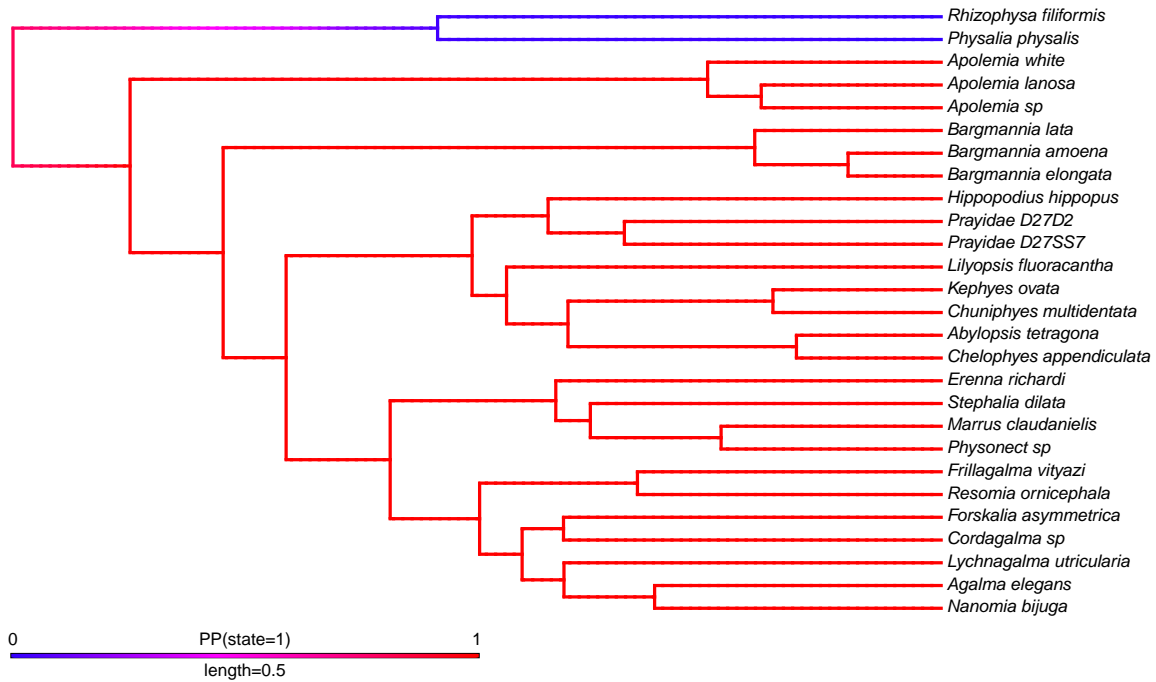 Rhizophysa filiformis
Physalia physalis
Apolemia white
Apolemia lanosa
Apolemia sp
Bargmannia lata
Bargmannia amoena
Bargmannia elongata
Hippopodius hippopus
Prayidae D27D2
Prayidae D27SS7
Lilyopsis fluoracantha
Kephyes ovata
Chuniphyes multidentata
Abylopsis tetragona
Chelophyes appendiculata
Erenna richardi
Stephalia dilata
Marrus claudanielis
Physonect sp
Frillagalma vityazi
Resomia ornicephala
Forskalia asymmetrica
Cordagalma sp
Lychnagalma utricularia
Agalma elegans
Nanomia bijuga
0 PP(state=1) 1
length=0.5